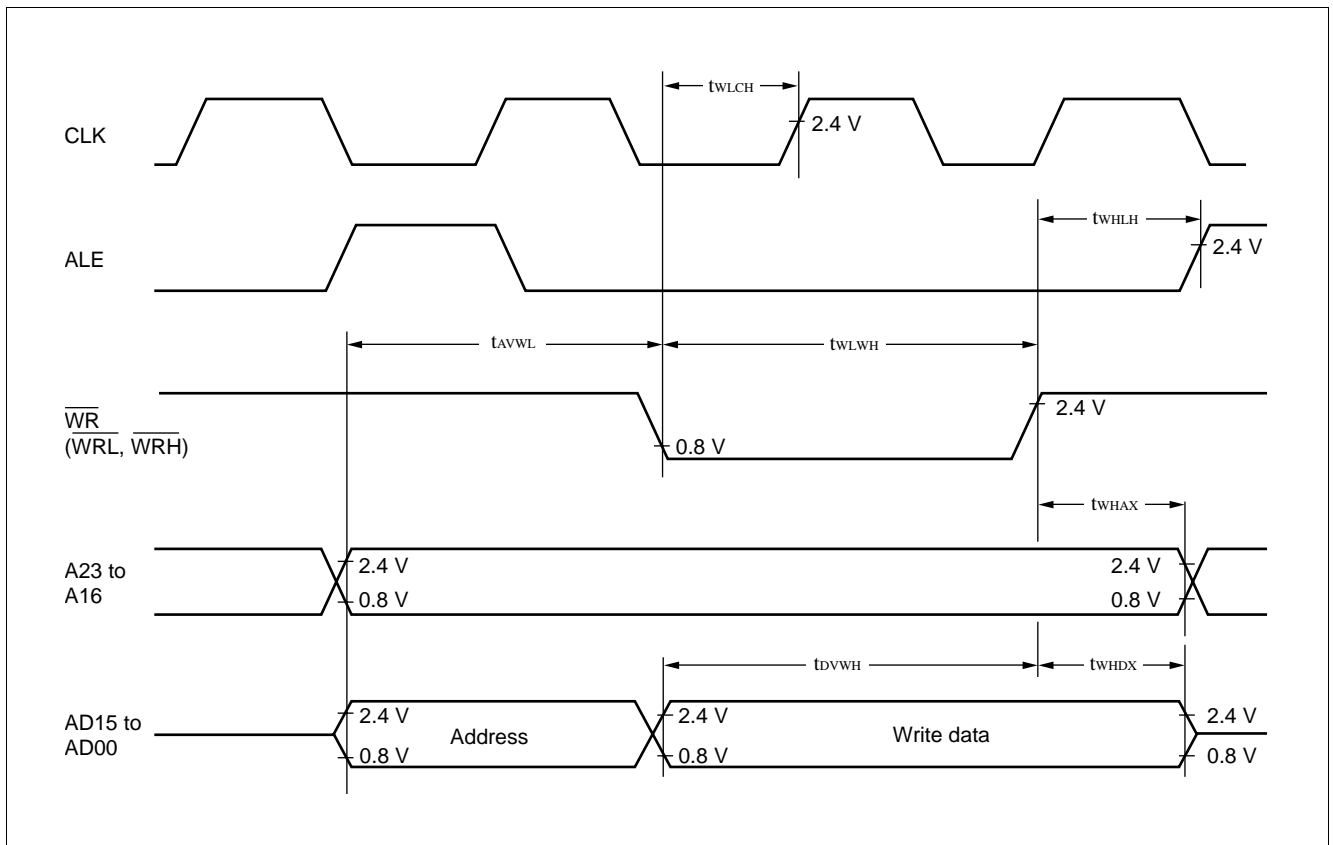 tWLCH
CLK
2.4 V
tWHLH
ALE
2.4 V
tAVWL
tWLWH
WR
(WRL, WRH)
2.4 V
0.8 V
tWHAX
A23 to
A16
2.4 V
0.8 V
2.4 V
0.8 V
tDVWH
tWHDX
AD15 to
AD00
2.4 V
0.8 V
Address
2.4 V
0.8 V
Write data
2.4 V
0.8 V